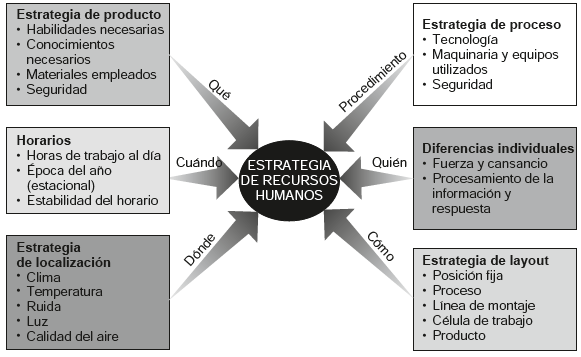 Estrategia de producto
• Habilidades necesarias
• Conocimientos
necesarios
• Materiales empleados
• Seguridad
Qué
Horarios
• Horas de trabajo al día
• Época del año
(estacional)
• Estabilidad del horario
Cuándo
Estrategia
de localización
• Clima
• Temperatura
• Ruida
• Luz
• Calidad del aire
Dónde
ESTRATEGIA
DE RECURSOS
HUMANOS
Estrategia de proceso
• Tecnología
• Maquinaria y equipos
utilizados
• Seguridad
Procedimiento
Diferencias individuales
• Fuerza y cansancio
• Procesamiento de la
información y
respuesta
Quién
Estrategia de layout
• Posición fija
• Proceso
• Línea de montaje
• Célula de trabajo
• Producto
Cómo